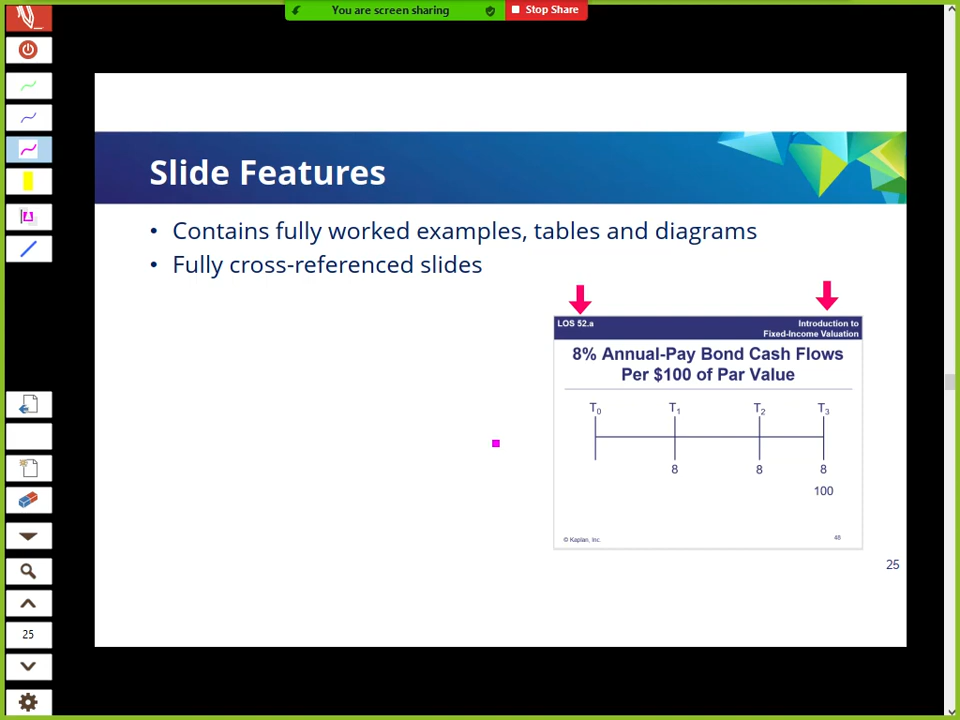 You are screen sharing
Stop Share
Slide Features
• Contains fully worked examples, tables and diagrams
• Fully cross-referenced slides
LOS 52.a
Introduction to
Fixed-Income Valuation
8% Annual-Pay Bond Cash Flows
Per $100 of Par Value
T0 T1 T2 T3
8 8 8
100
© Kaplan, Inc.
48
25
25